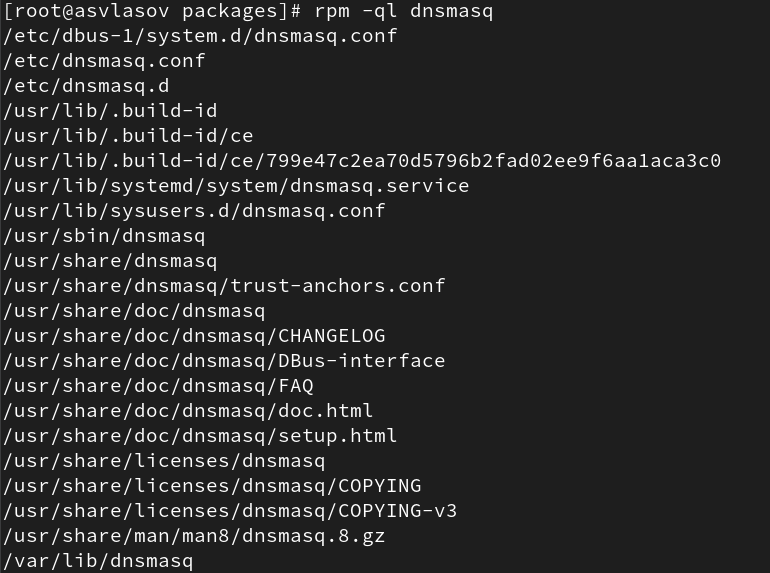 [root@asvlasov packages]# rpm -ql dnsmasq
/etc/dbus-1/system.d/dnsmasq.conf
/etc/dnsmasq.conf
/etc/dnsmasq.d
/usr/lib/.build-id
/usr/lib/.build-id/ce
/usr/lib/.build-id/ce/799e47c2ea70d5796b2fad02ee9f6aa1aca3c0
/usr/lib/systemd/system/dnsmasq.service
/usr/lib/sysusers.d/dnsmasq.conf
/usr/sbin/dnsmasq
/usr/share/dnsmasq
/usr/share/dnsmasq/trust-anchors.conf
/usr/share/doc/dnsmasq
/usr/share/doc/dnsmasq/CHANGELOG
/usr/share/doc/dnsmasq/DBus-interface
/usr/share/doc/dnsmasq/FAQ
/usr/share/doc/dnsmasq/doc.html
/usr/share/doc/dnsmasq/setup.html
/usr/share/licenses/dnsmasq
/usr/share/licenses/dnsmasq/COPYING
/usr/share/licenses/dnsmasq/COPYING-v3
/usr/share/man/man8/dnsmasq.8.gz
/var/lib/dnsmasq